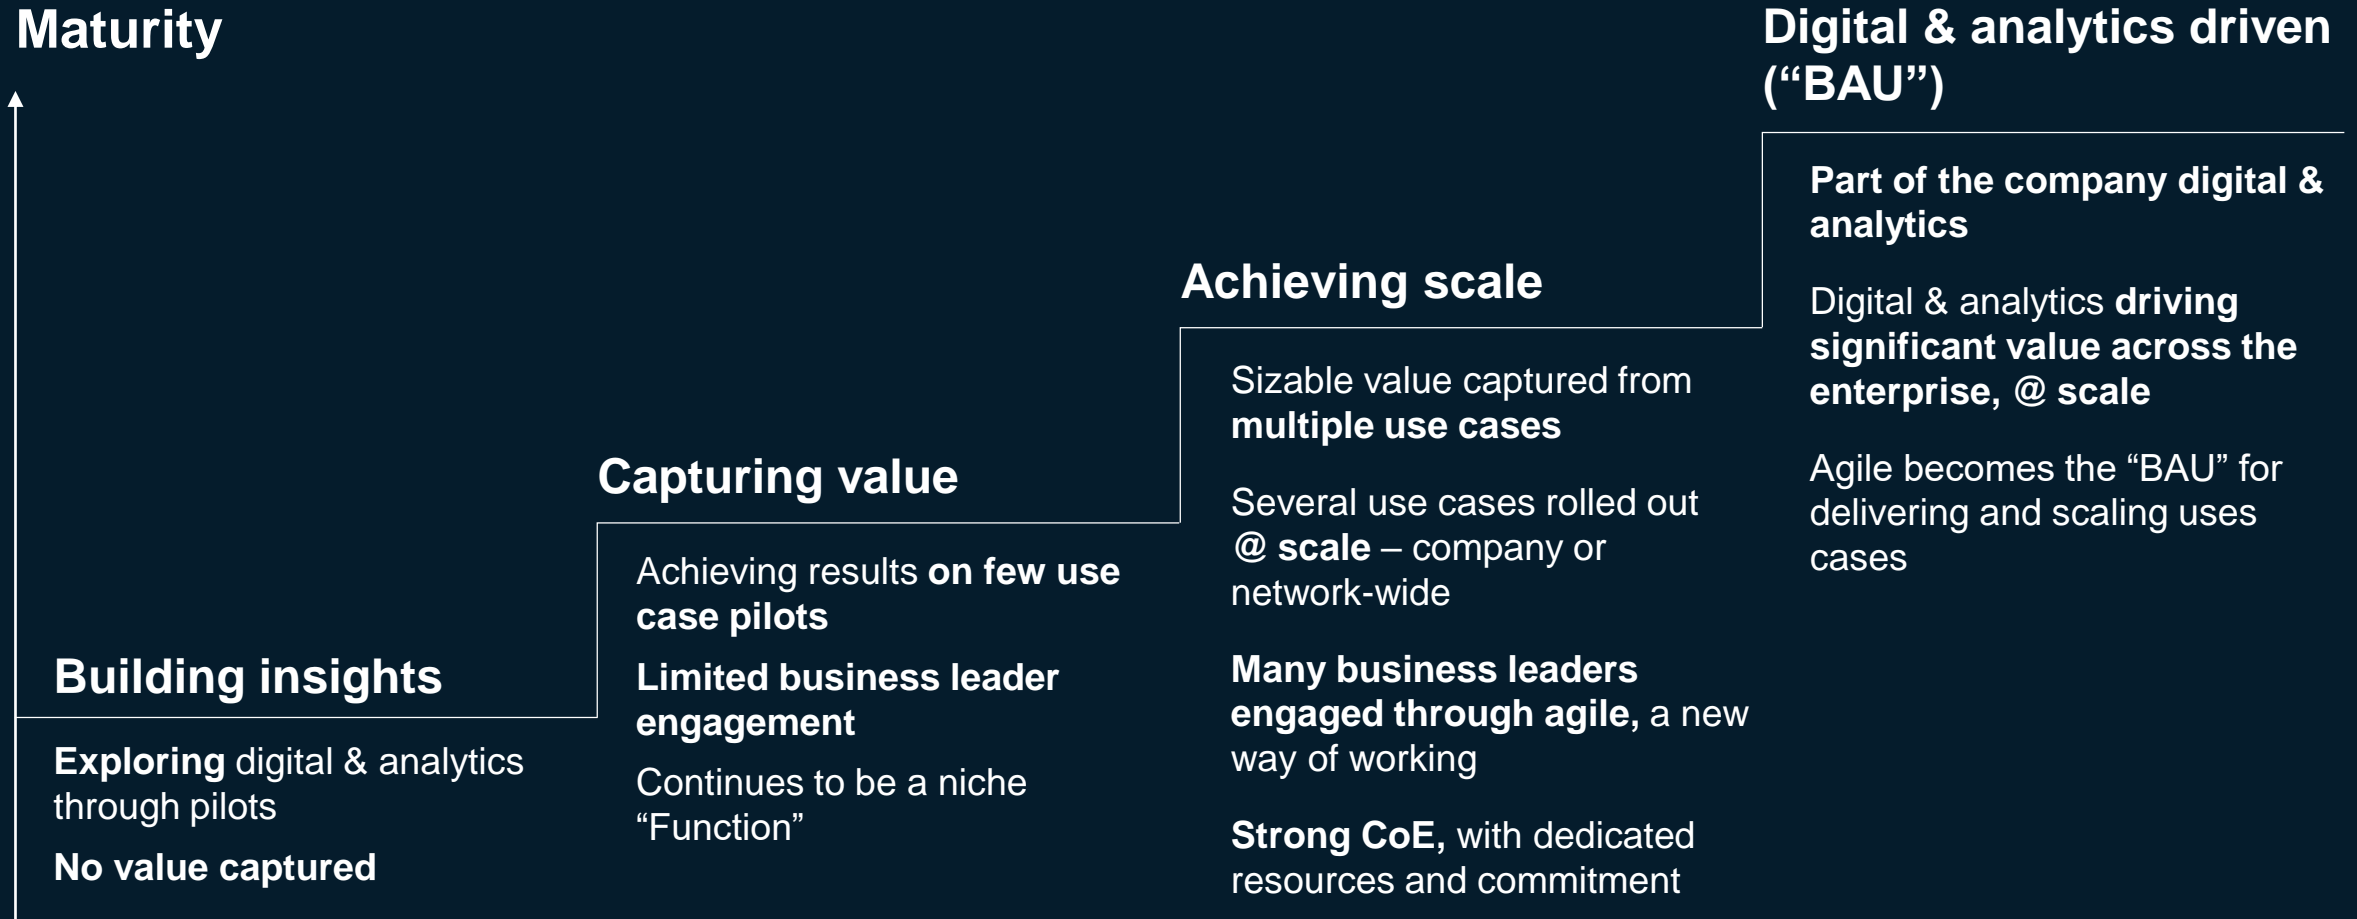 Maturity
Building insights
Exploring digital & analytics
through pilots
No value captured
Capturing value
Achieving results on few use
case pilots
Limited business leader
engagement
Continues to be a niche
“Function”
Achieving scale
Sizable value captured from
multiple use cases
Several use cases rolled out
@ scale – company or
network-wide
Many business leaders
engaged through agile, a new
way of working
Strong CoE, with dedicated
resources and commitment
Digital & analytics driven
(“BAU”)
Part of the company digital &
analytics
Digital & analytics driving
significant value across the
enterprise, @ scale
Agile becomes the “BAU” for
delivering and scaling uses
cases